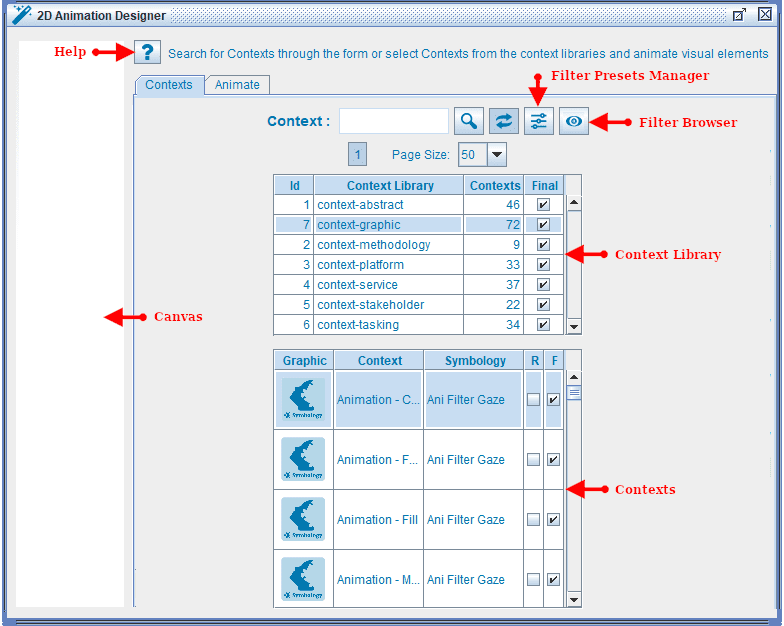 2D Animation Designer
Help
?
Search for Contexts through the form or select Contexts from the context libraries and animate visual elements
Filter Presets Manager
Contexts
Animate
Context :
Filter Browser
1
Page Size:
50
Id Context Library Contexts Final
1 context-abstract 46
7 context-graphic 72
2 context-methodology 9
3 context-platform 33
4 context-service 37
5 context-stakeholder 22
6 context-tasking 34
Context Library
Canvas
Graphic Context Symbology R F
Symbology
Animation - C... Ani Filter Gaze
Symbology
Animation - F... Ani Filter Gaze
Symbology
Contexts
Animation - Fill Ani Filter Gaze
Symbology
Animation - M... Ani Filter Gaze
Symbology